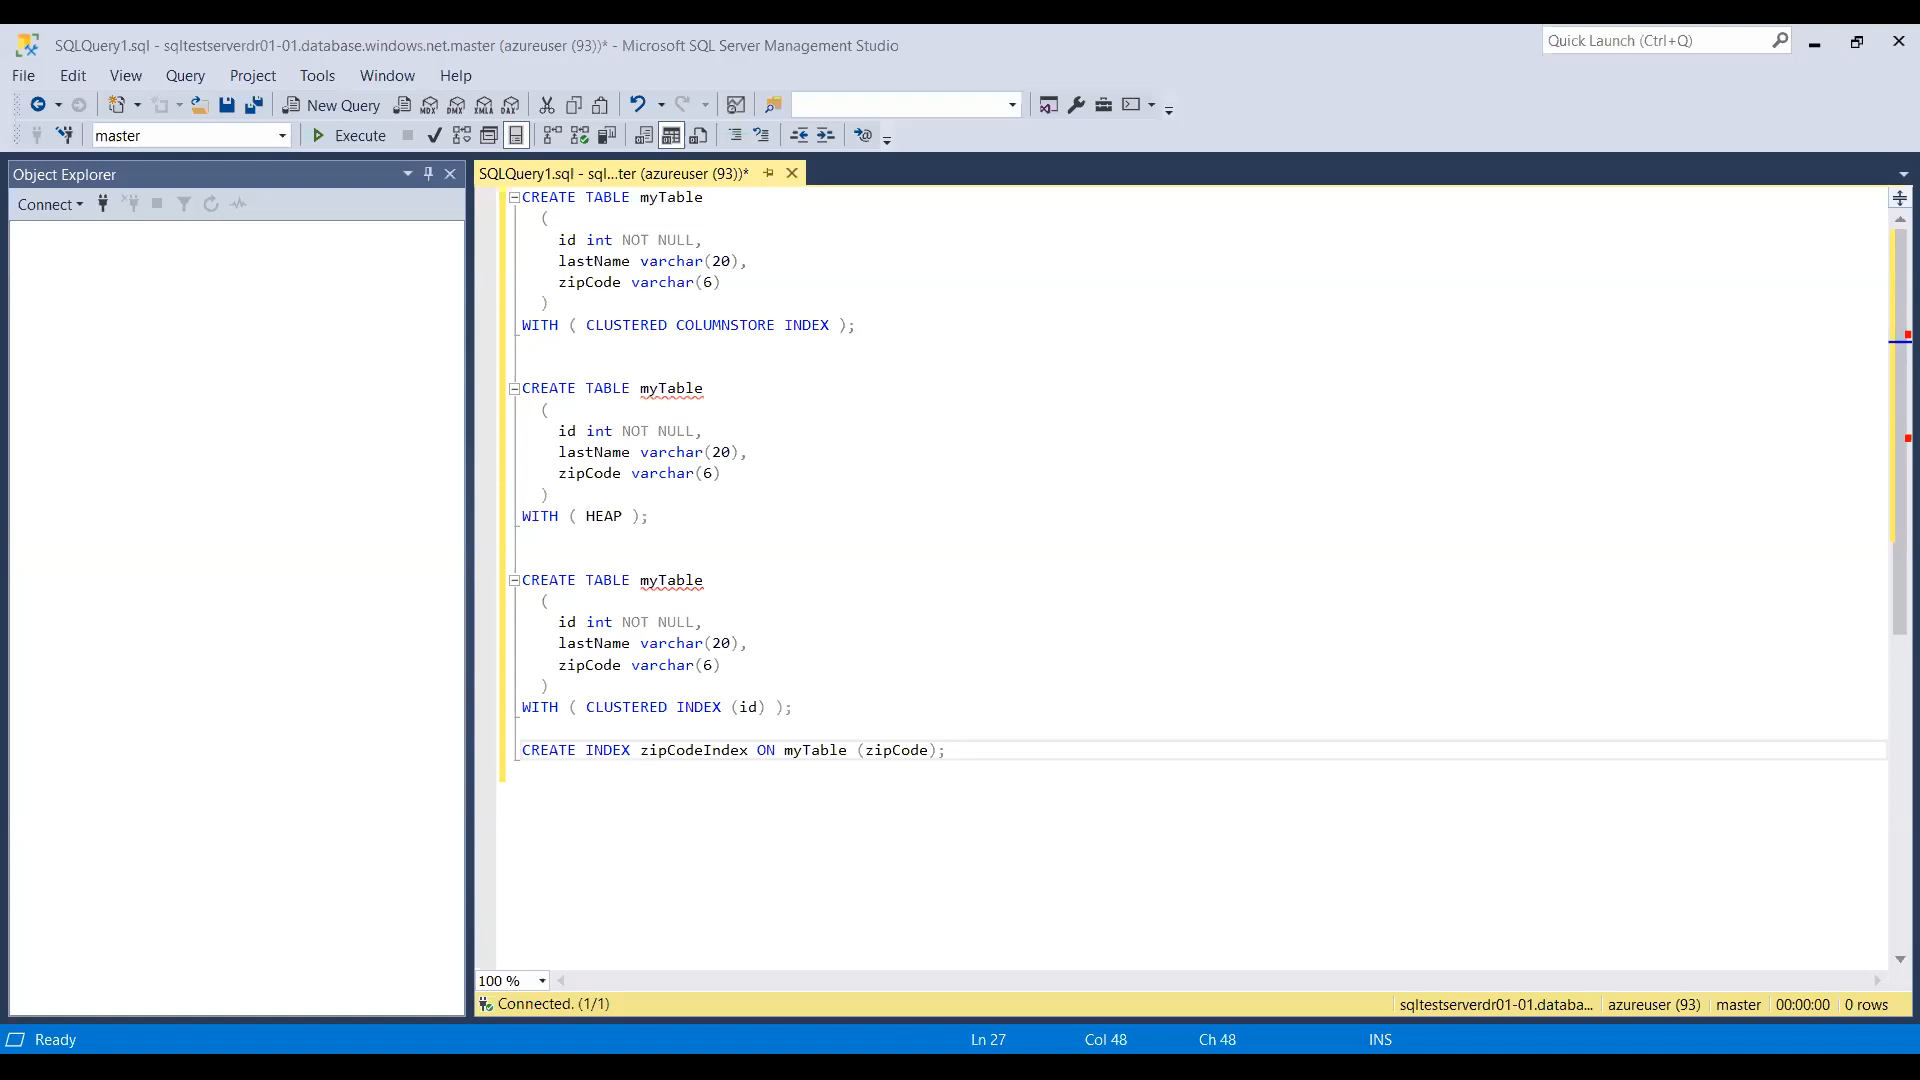 SQLQuery1.sql - sqltestserverdr01-01.database.windows.net.master (azureuser (93))* - Microsoft SQL Server Management Studio
Quick Launch (Ctrl+Q)
File Edit View Query Project Tools Window Help
New Query MDX DMX XMLA DAX
master Execute
Object Explorer
Connect
SQLQuery1.sql - sql...ter (azureuser (93))*
CREATE TABLE myTable
(
id int NOT NULL,
lastName varchar(20),
zipCode varchar(6)
)
WITH ( CLUSTERED COLUMNSTORE INDEX );
CREATE TABLE myTable
(
id int NOT NULL,
lastName varchar(20),
zipCode varchar(6)
)
WITH ( HEAP );
CREATE TABLE myTable
(
id int NOT NULL,
lastName varchar(20),
zipCode varchar(6)
)
WITH ( CLUSTERED INDEX (id) );
CREATE INDEX zipCodeIndex ON myTable (zipCode);
100 %
Connected. (1/1) sqltestserverdr01-01.databa... azureuser (93) master 00:00:00 0 rows
Ready Ln 27 Col 48 Ch 48 INS